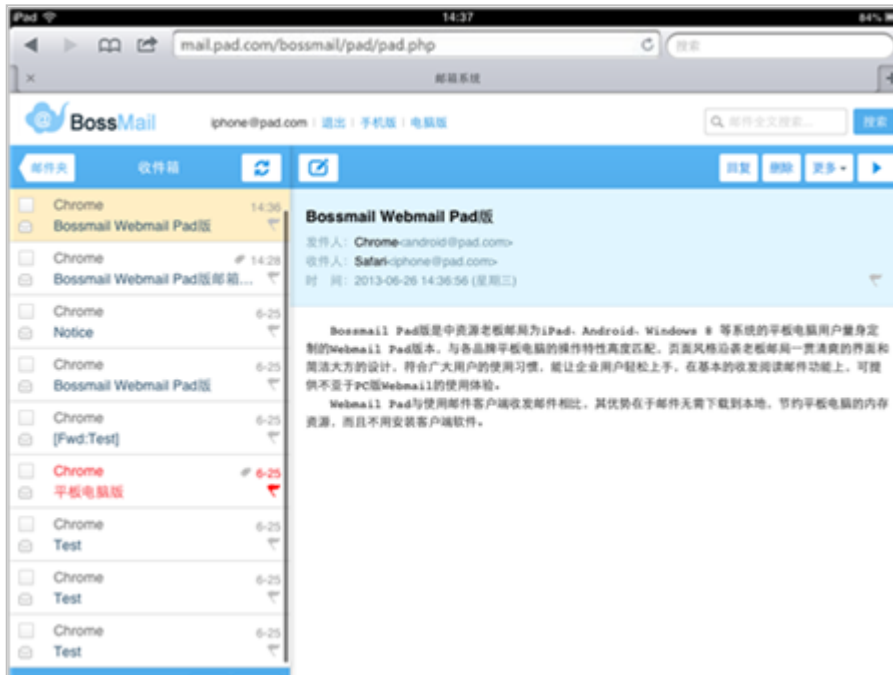 iPad
14:37
84%
mail.pad.com/bossmail/pad/pad.php
搜索
邮箱系统
BossMail
iphone@pad.com | 退出 | 手机版 | 电脑版
邮件全文搜索...
搜索
邮件夹
收件箱
回复 删除 更多
Chrome 14:36
Bossmail Webmail Pad版
Chrome 14:28
Bossmail Webmail Pad版邮箱...
Chrome 6-25
Notice
Chrome 6-25
Bossmail Webmail Pad版
Chrome 6-25
[Fwd:Test]
Chrome 6-25
平板电脑版
Chrome 6-25
Test
Chrome 6-25
Test
Chrome 6-25
Test
Bossmail Webmail Pad版
发件人：Chrome<android@pad.com>
收件人：Safari<iphone@pad.com>
时 间：2013-06-26 14:36:56 (星期三)
Bossmail Pad版是中资源老板邮局为iPad、Android、Windows 8 等系统的平板电脑用户量身定
制的Webmail Pad版本，与各品牌平板电脑的操作特性高度匹配，页面风格沿袭老板邮局一贯清爽的界面和
简洁大方的设计，符合广大用户的使用习惯，能让企业用户轻松上手，在基本的收发阅读邮件功能上，可提
供不亚于PC版Webmail的使用体验。
Webmail Pad与使用邮件客户端收发邮件相比，其优势在于邮件无需下载到本地，节约平板电脑的内存
资源，而且不用安装客户端软件。